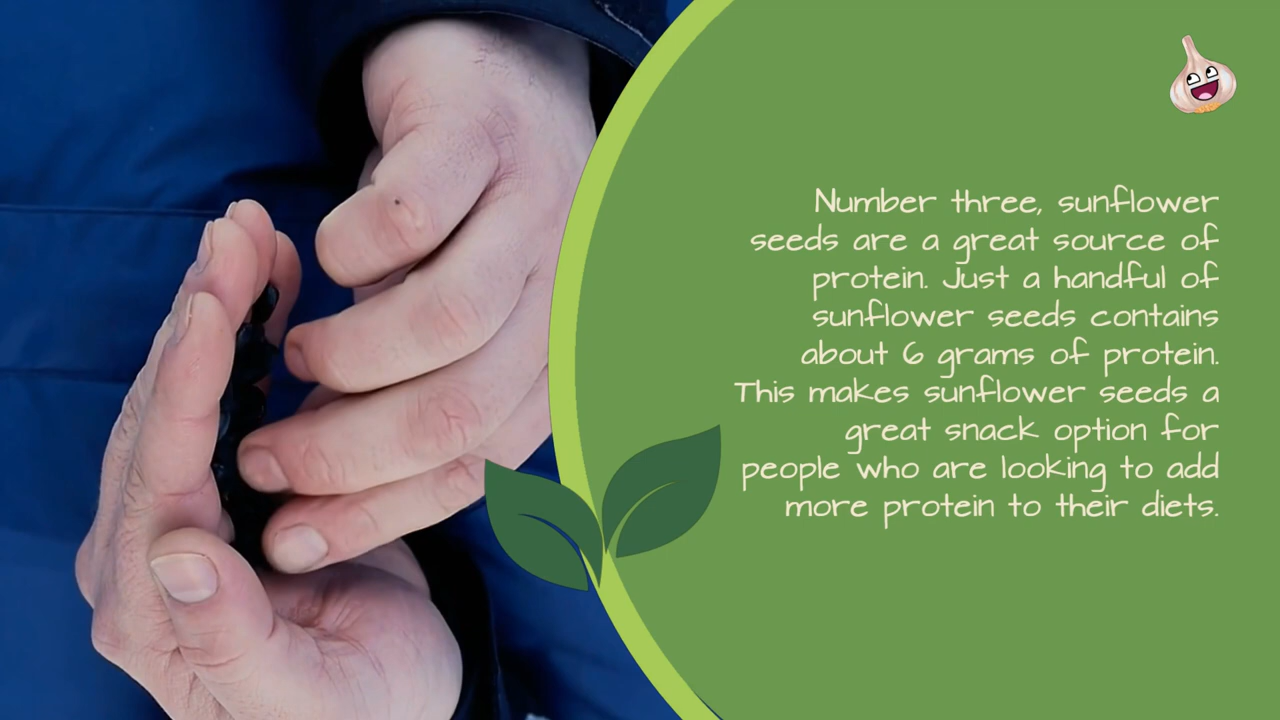 Number three, sunflower
seeds are a great source of
protein. Just a handful of
sunflower seeds contains
about 6 grams of protein.
This makes sunflower seeds a
great snack option for
people who are looking to add
more protein to their diets.